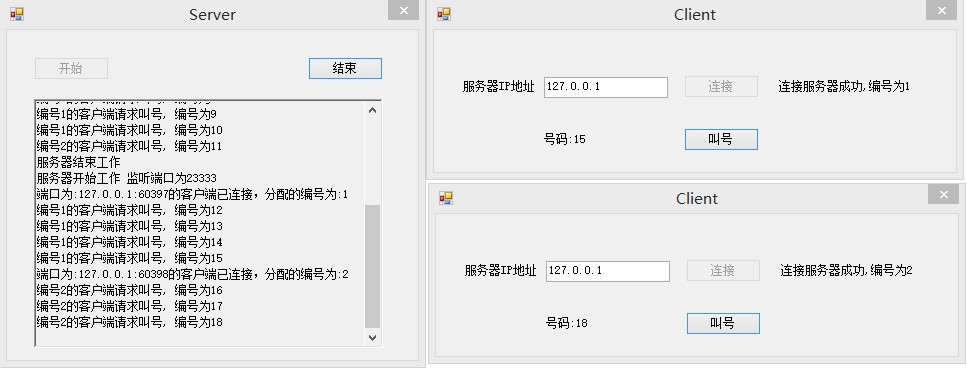 Server
开始
结束
编号1的客户端请求叫号, 编号为9
编号1的客户端请求叫号, 编号为10
编号2的客户端请求叫号, 编号为11
服务器结束工作
服务器开始工作 监听端口为23333
端口为:127.0.0.1:60397的客户端已连接，分配的编号为:1
编号1的客户端请求叫号, 编号为12
编号1的客户端请求叫号, 编号为13
编号1的客户端请求叫号, 编号为14
编号1的客户端请求叫号, 编号为15
端口为:127.0.0.1:60398的客户端已连接，分配的编号为:2
编号2的客户端请求叫号, 编号为16
编号2的客户端请求叫号, 编号为17
编号2的客户端请求叫号, 编号为18
Client
服务器IP地址 127.0.0.1 连接 连接服务器成功,编号为1
号码:15 叫号
Client
服务器IP地址 127.0.0.1 连接 连接服务器成功,编号为2
号码:18 叫号